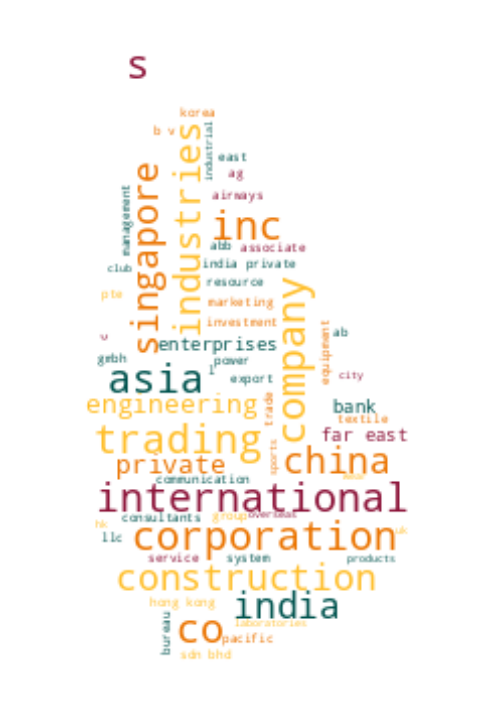 s
korea
b v
industrial
industries
east
singapore
ag
management
airways
inc
abb
associate
club
india private
resource
pte
marketing
company
investment
equipment
ab
v
enterprises
gmbh
power
l
asia
export
city
engineering
trade
bank
textile
trading
far east
sports
private
china
communication
international
consultants
group
overseas
hk
corporation
uk
llc
service
system
products
construction
hong kong
india
bureau
co
laboratories
pacific
sdn bhd